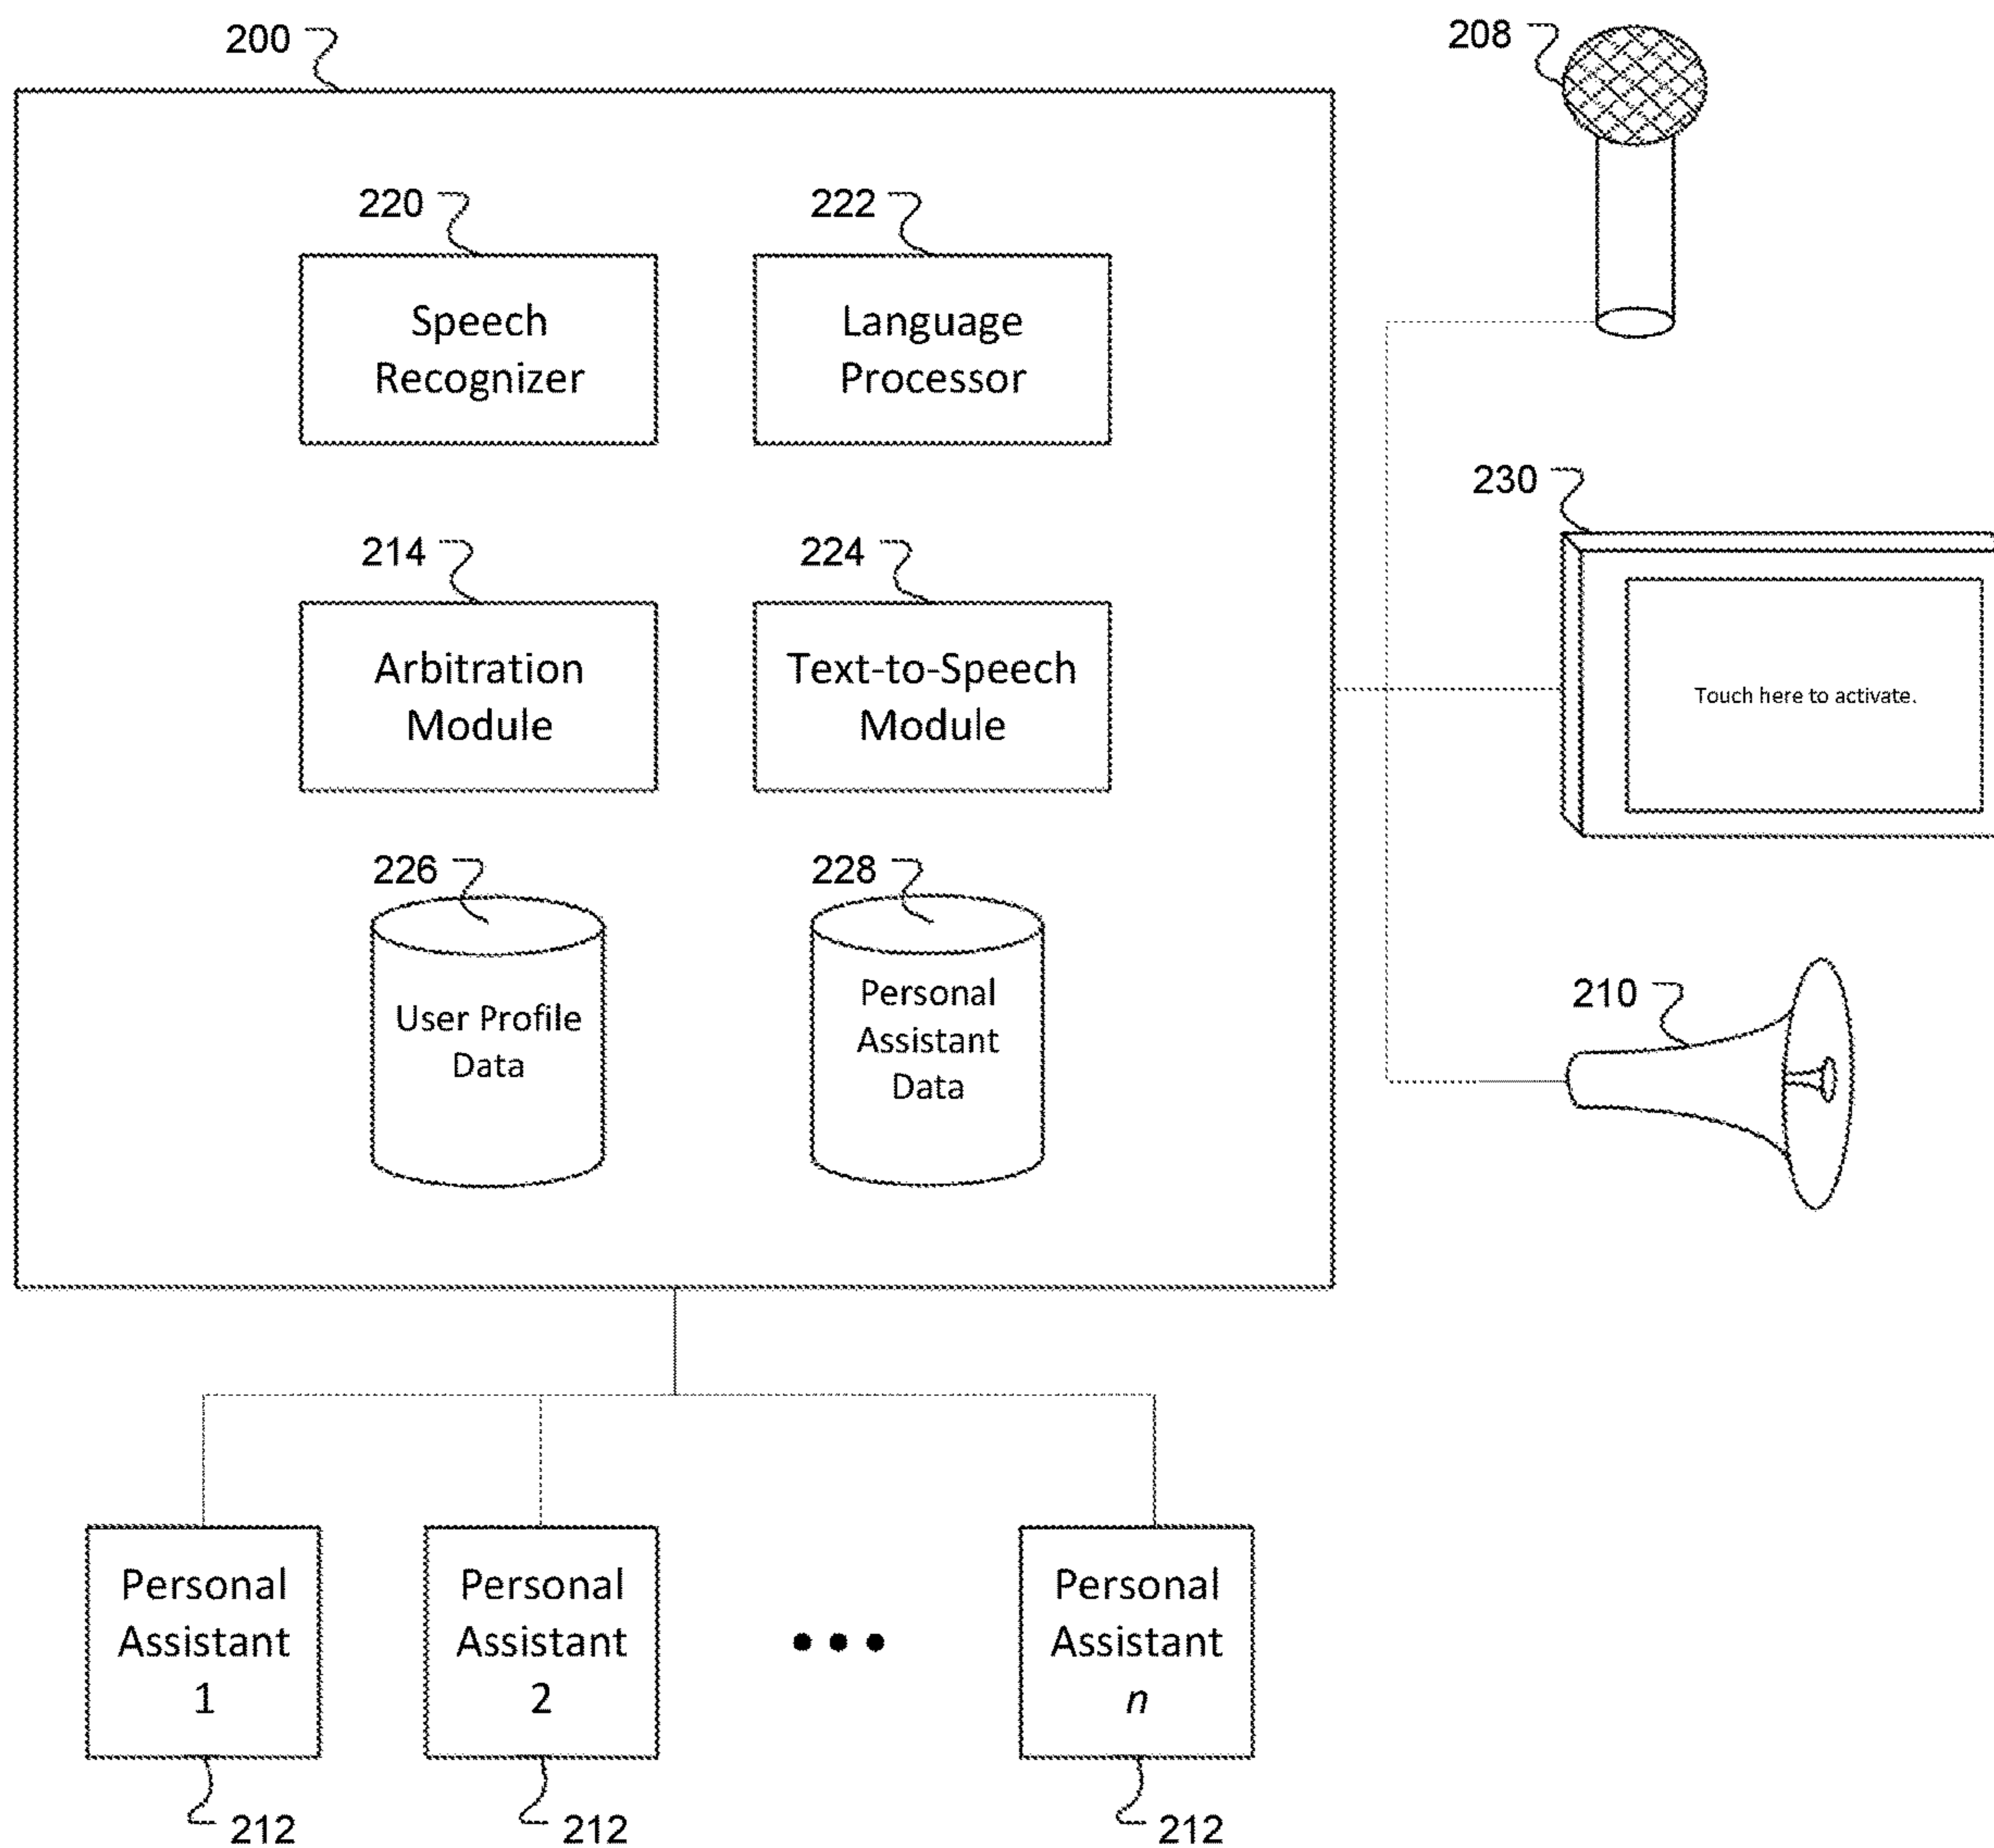 200
208
220
222
Speech
Recognizer
Language
Processor
230
214
224
Arbitration
Module
Text-to-Speech
Module
Touch here to activate.
226
228
User Profile
Data
Personal
Assistant
Data
210
Personal
Assistant
1
Personal
Assistant
2
Personal
Assistant
n
212
212
212